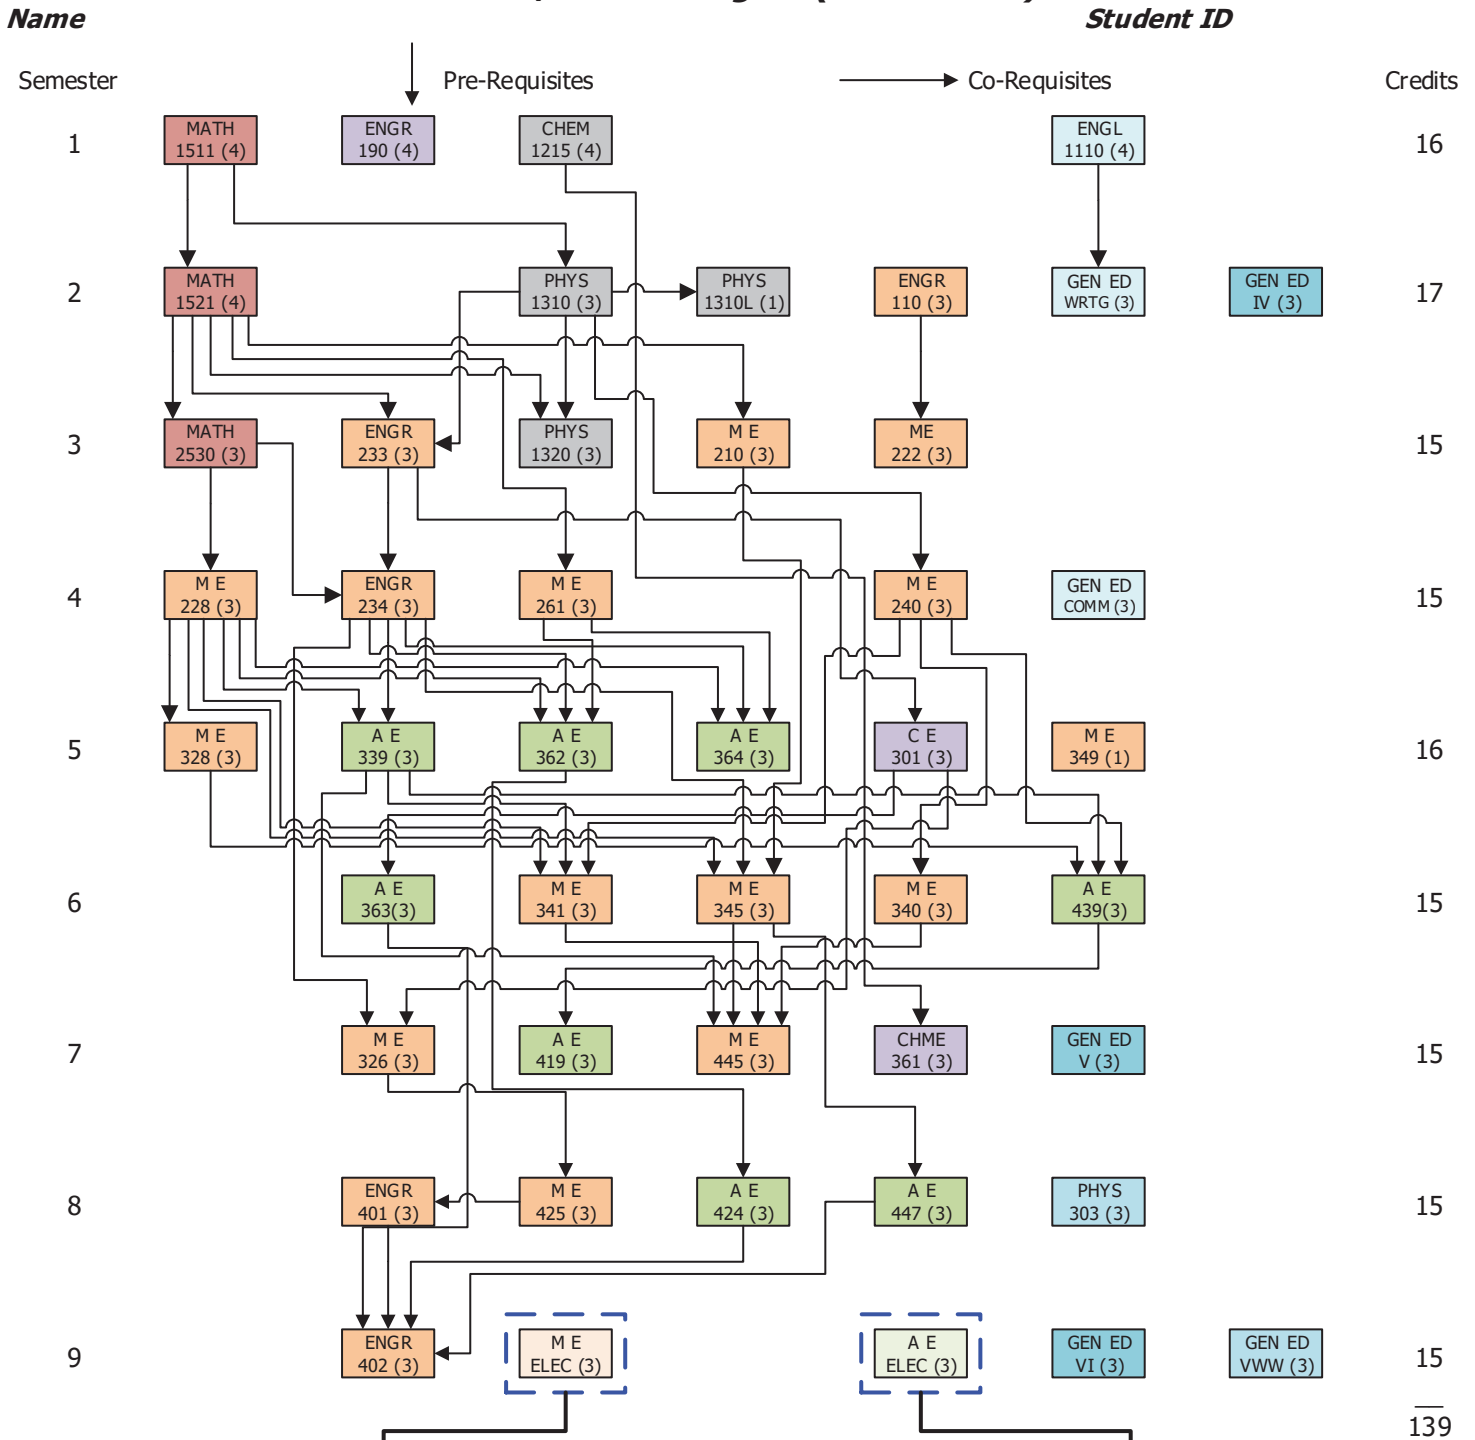 Name
Student ID
Semester
Pre-Requisites
Co-Requisites
Credits
1
MATH
1511 (4)
ENGR
190 (4)
CHEM
1215 (4)
ENGL
1110 (4)
16
2
MATH
1521 (4)
PHYS
1310 (3)
PHYS
1310L (1)
ENGR
110 (3)
GEN ED
WRTG (3)
GEN ED
IV (3)
17
3
MATH
2530 (3)
ENGR
233 (3)
PHYS
1320 (3)
M E
210 (3)
ME
222 (3)
15
4
M E
228 (3)
ENGR
234 (3)
M E
261 (3)
M E
240 (3)
GEN ED
COMM (3)
15
5
M E
328 (3)
A E
339 (3)
A E
362 (3)
A E
364 (3)
C E
301 (3)
M E
349 (1)
16
6
A E
363(3)
M E
341 (3)
M E
345 (3)
M E
340 (3)
A E
439(3)
15
7
M E
326 (3)
A E
419 (3)
M E
445 (3)
CHME
361 (3)
GEN ED
V (3)
15
8
ENGR
401 (3)
M E
425 (3)
A E
424 (3)
A E
447 (3)
PHYS
303 (3)
15
9
ENGR
402 (3)
M E
ELEC (3)
A E
ELEC (3)
GEN ED
VI (3)
GEN ED
VWW (3)
15
139